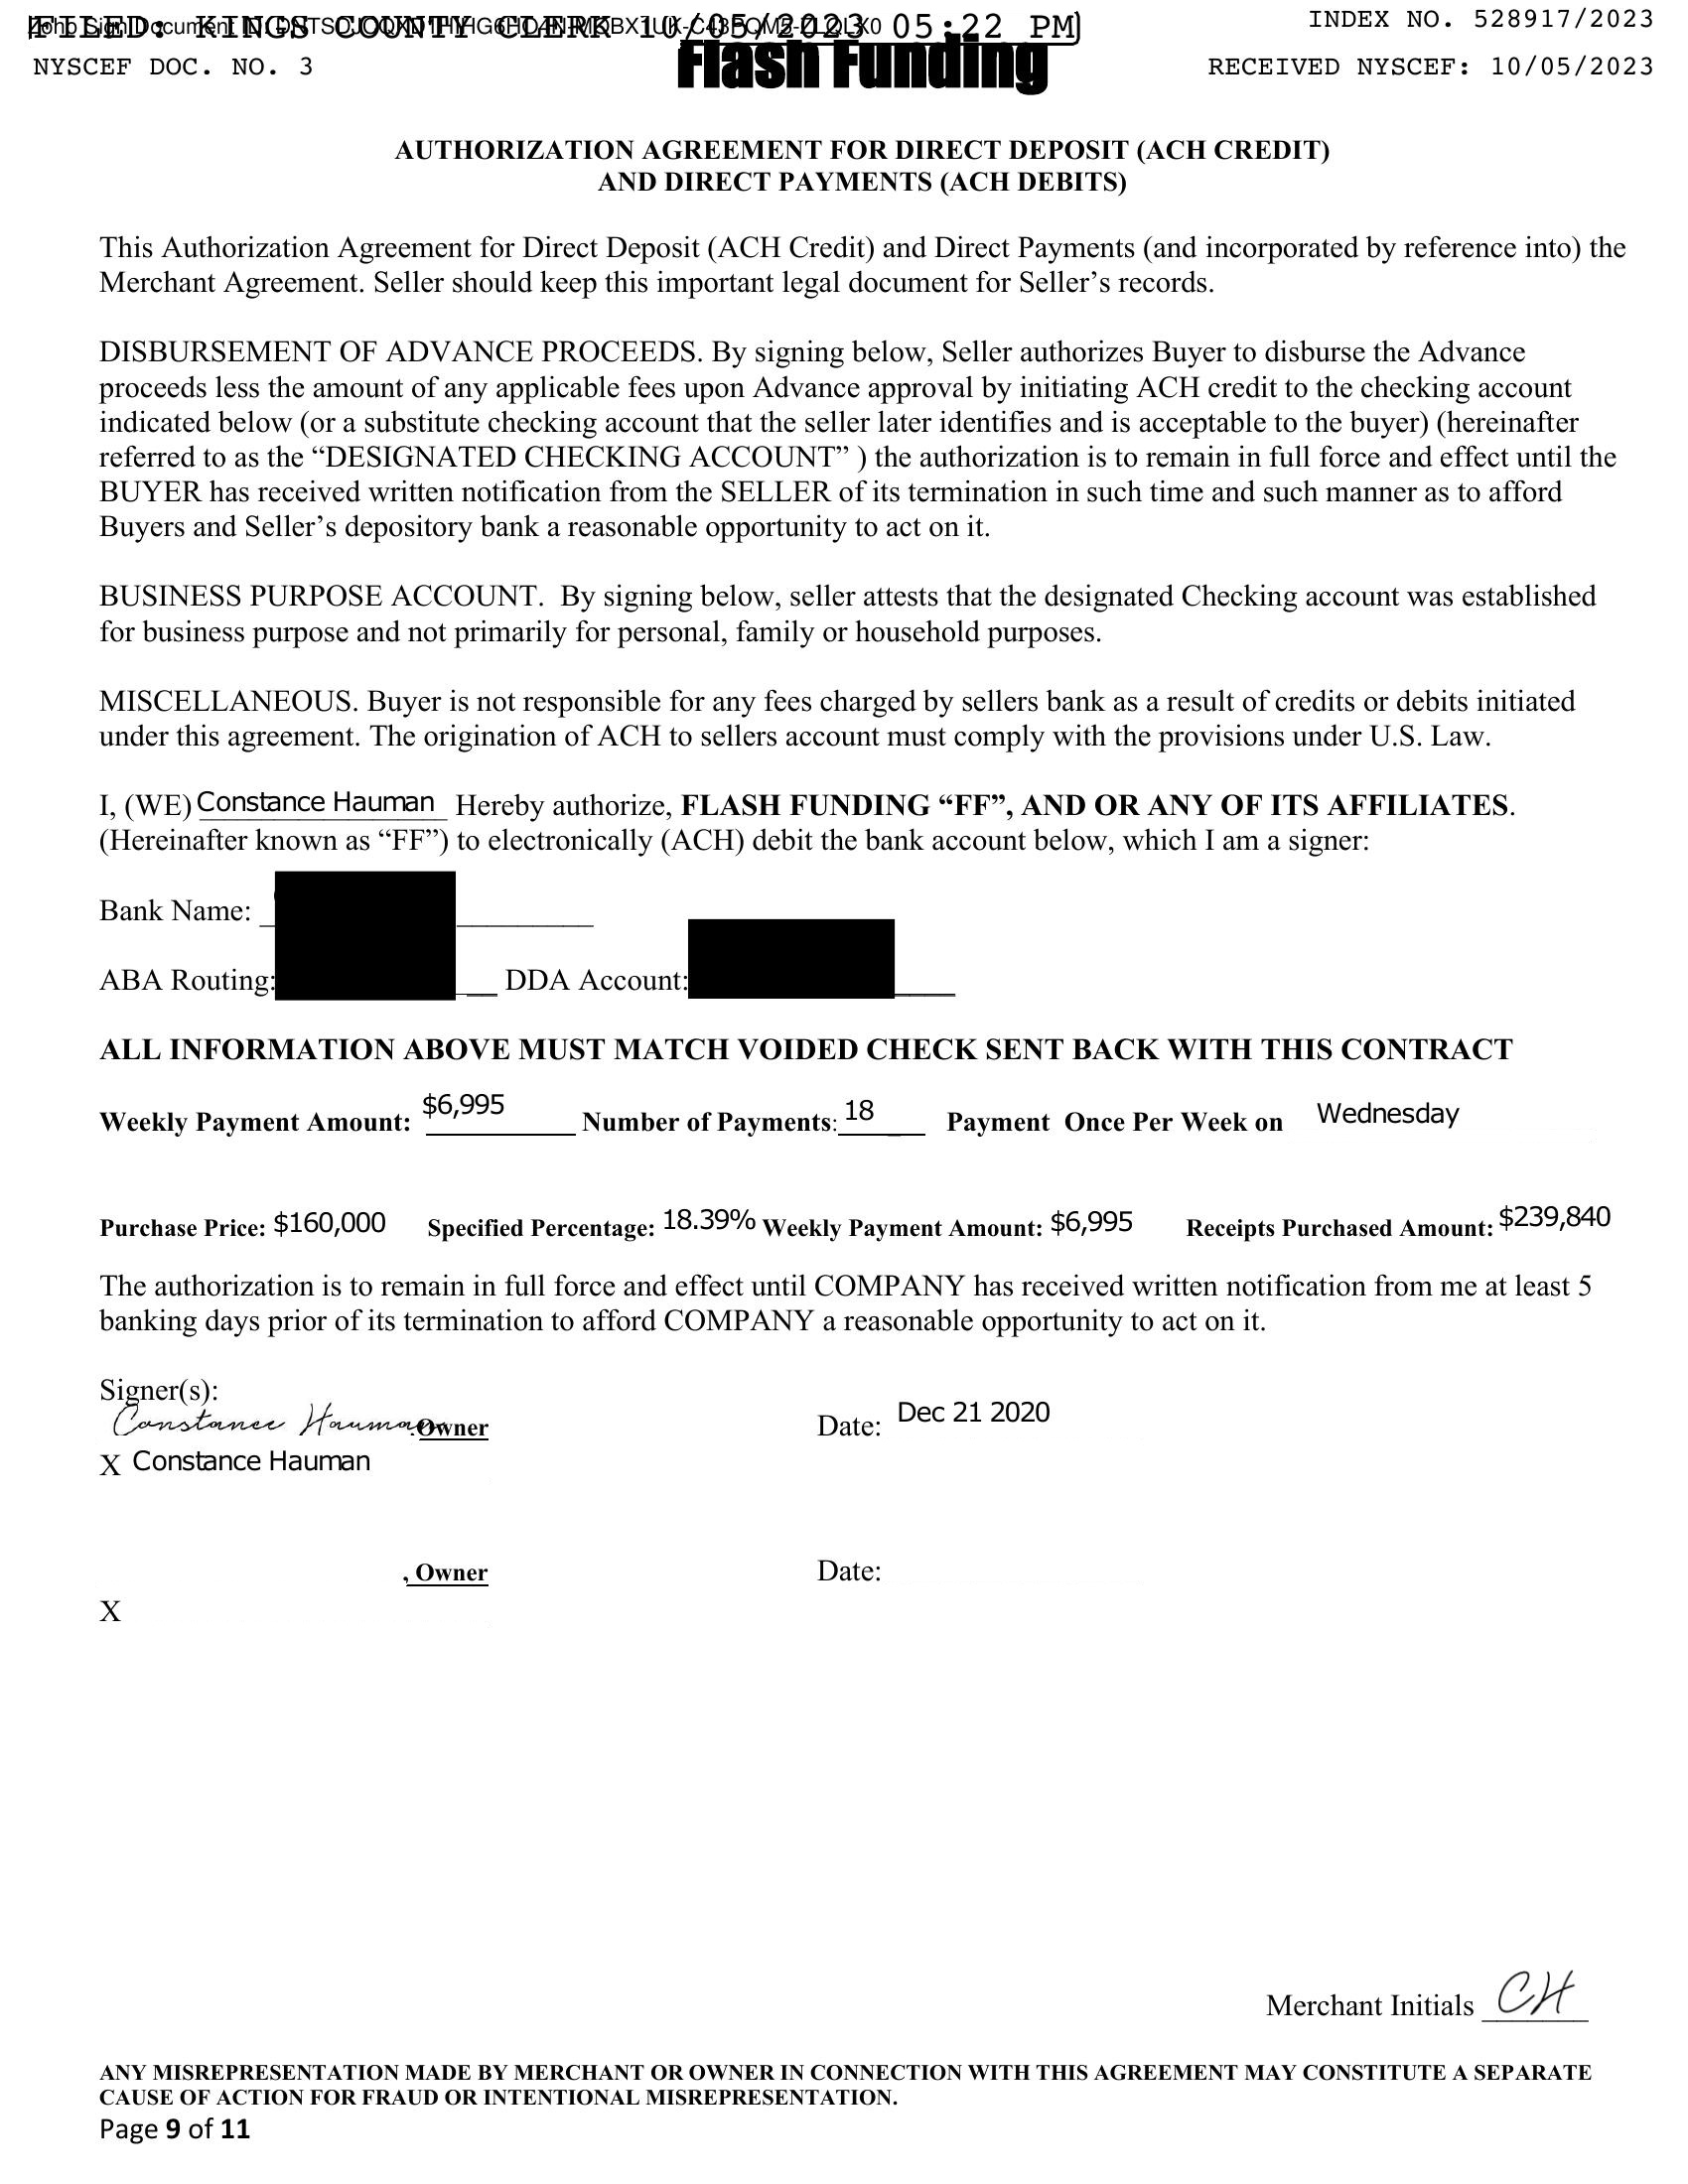 FILED: KINGS COUNTY CLERK 10/05/2023 05:22 PM
INDEX NO. 528917/2023
NYSCEF DOC. NO. 3
RECEIVED NYSCEF: 10/05/2023
Flash Funding
AUTHORIZATION AGREEMENT FOR DIRECT DEPOSIT (ACH CREDIT)
AND DIRECT PAYMENTS (ACH DEBITS)
This Authorization Agreement for Direct Deposit (ACH Credit) and Direct Payments (and incorporated by reference into) the
Merchant Agreement. Seller should keep this important legal document for Seller’s records.
DISBURSEMENT OF ADVANCE PROCEEDS. By signing below, Seller authorizes Buyer to disburse the Advance
proceeds less the amount of any applicable fees upon Advance approval by initiating ACH credit to the checking account
indicated below (or a substitute checking account that the seller later identifies and is acceptable to the buyer) (hereinafter
referred to as the “DESIGNATED CHECKING ACCOUNT” ) the authorization is to remain in full force and effect until the
BUYER has received written notification from the SELLER of its termination in such time and such manner as to afford
Buyers and Seller’s depository bank a reasonable opportunity to act on it.
BUSINESS PURPOSE ACCOUNT. By signing below, seller attests that the designated Checking account was established
for business purpose and not primarily for personal, family or household purposes.
MISCELLANEOUS. Buyer is not responsible for any fees charged by sellers bank as a result of credits or debits initiated
under this agreement. The origination of ACH to sellers account must comply with the provisions under U.S. Law.
I, (WE) Constance Hauman Hereby authorize, FLASH FUNDING “FF”, AND OR ANY OF ITS AFFILIATES.
(Hereinafter known as “FF”) to electronically (ACH) debit the bank account below, which I am a signer:
Bank Name:
ABA Routing: DDA Account:
ALL INFORMATION ABOVE MUST MATCH VOIDED CHECK SENT BACK WITH THIS CONTRACT
Weekly Payment Amount: $6,995 Number of Payments: 18 Payment Once Per Week on Wednesday
Purchase Price: $160,000 Specified Percentage: 18.39% Weekly Payment Amount: $6,995 Receipts Purchased Amount: $239,840
The authorization is to remain in full force and effect until COMPANY has received written notification from me at least 5
banking days prior of its termination to afford COMPANY a reasonable opportunity to act on it.
Signer(s):
Constance Hauman Owner Date: Dec 21 2020
X Constance Hauman
, Owner Date:
X
Merchant Initials CH
ANY MISREPRESENTATION MADE BY MERCHANT OR OWNER IN CONNECTION WITH THIS AGREEMENT MAY CONSTITUTE A SEPARATE
CAUSE OF ACTION FOR FRAUD OR INTENTIONAL MISREPRESENTATION.
Page 9 of 11